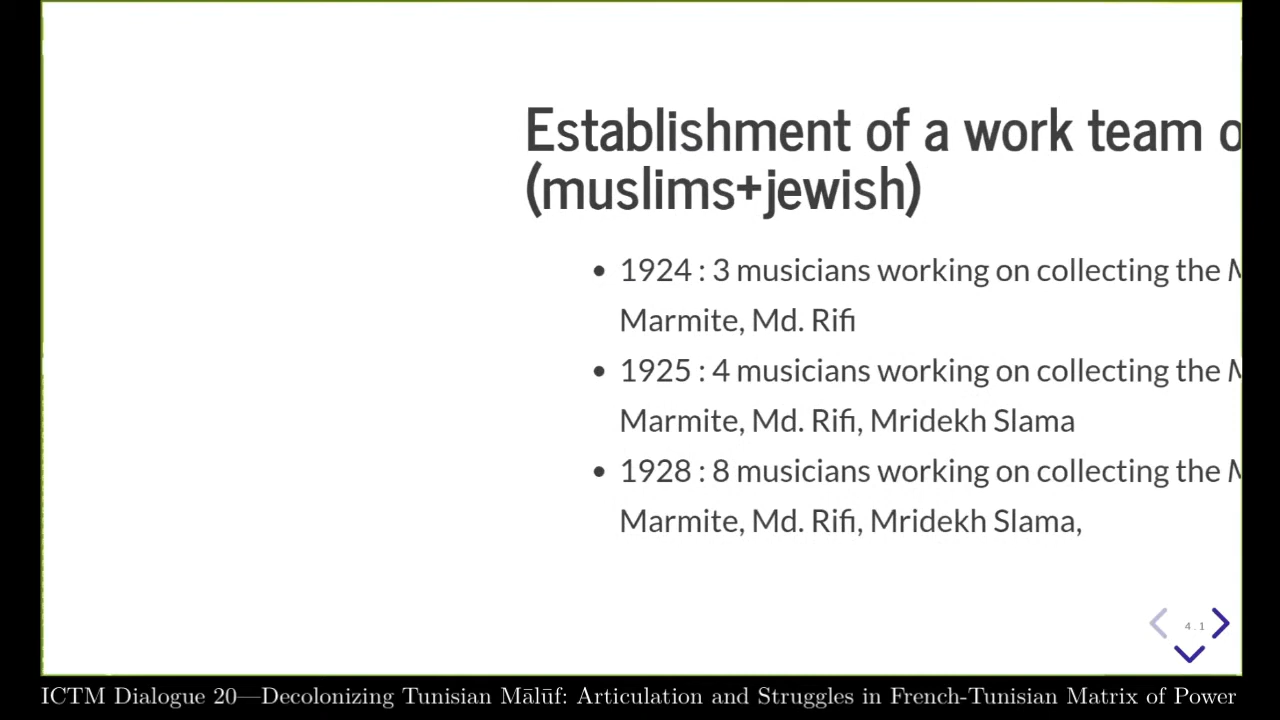 Establishment of a work team
(muslims+jewish)
• 1924 : 3 musicians working on collecting the
Marmite, Md. Rifi
• 1925 : 4 musicians working on collecting the
Marmite, Md. Rifi, Mridekh Slama
• 1928 : 8 musicians working on collecting the
Marmite, Md. Rifi, Mridekh Slama,
4.1
ICTM Dialogue 20—Decolonizing Tunisian Mālūf: Articulation and Struggles in French-Tunisian Matrix of Power